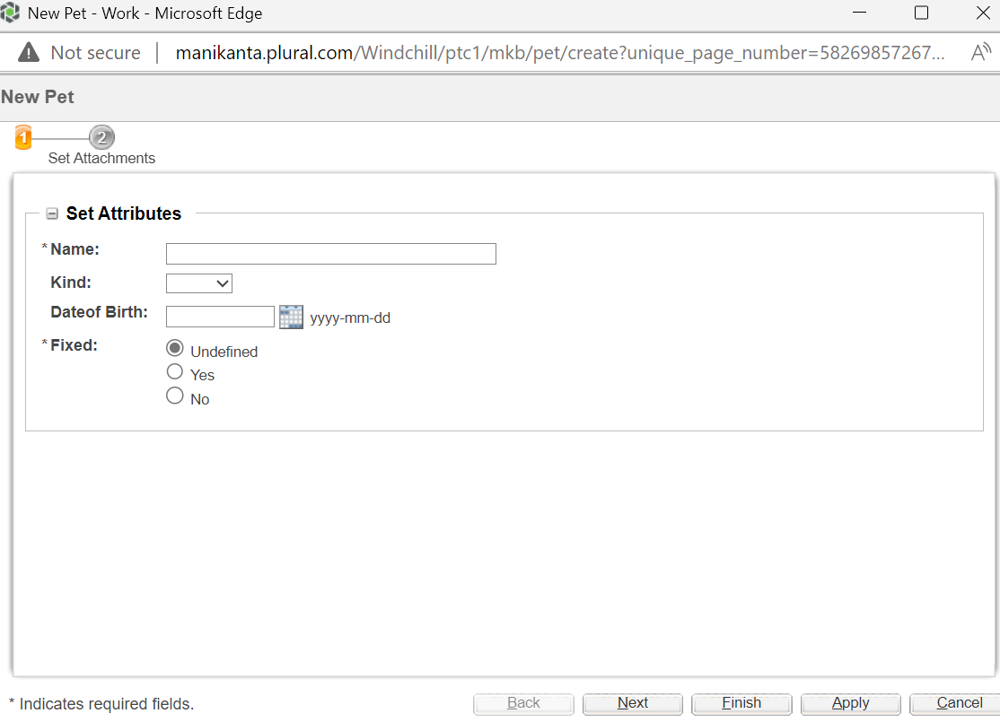 New Pet - Work - Microsoft Edge
Not secure | manikanta.plural.com/Windchill/ptc1/mkb/pet/create?unique_page_number=58269857267...
New Pet
1 2
Set Attachments
Set Attributes
* Name:
Kind:
Dateof Birth: yyyy-mm-dd
* Fixed: Undefined
Yes
No
* Indicates required fields. Back Next Finish Apply Cancel